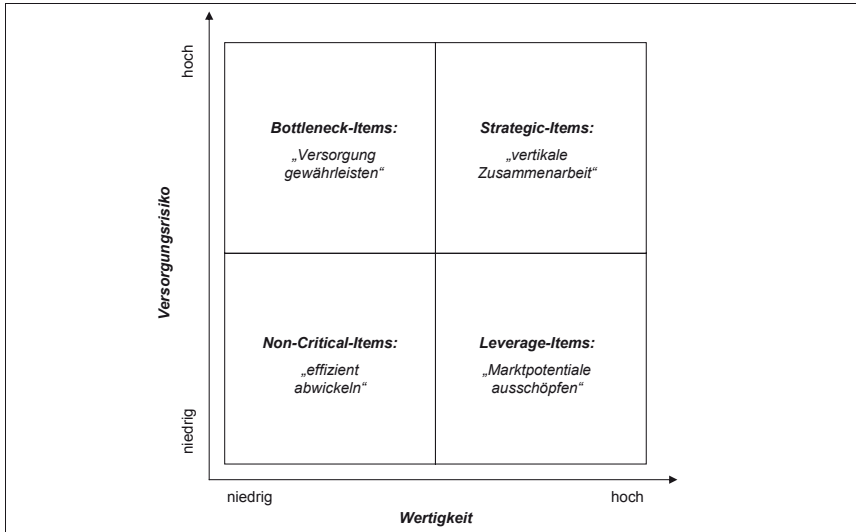 hoch
Bottleneck-Items:
„Versorgung
gewährleisten“
Strategic-Items:
„vertikale
Zusammenarbeit“
Versorgungsrisiko
Non-Critical-Items:
„effizient
abwickeln“
Leverage-Items:
„Marktpotentiale
ausschöpfen“
niedrig
niedrig
hoch
Wertigkeit